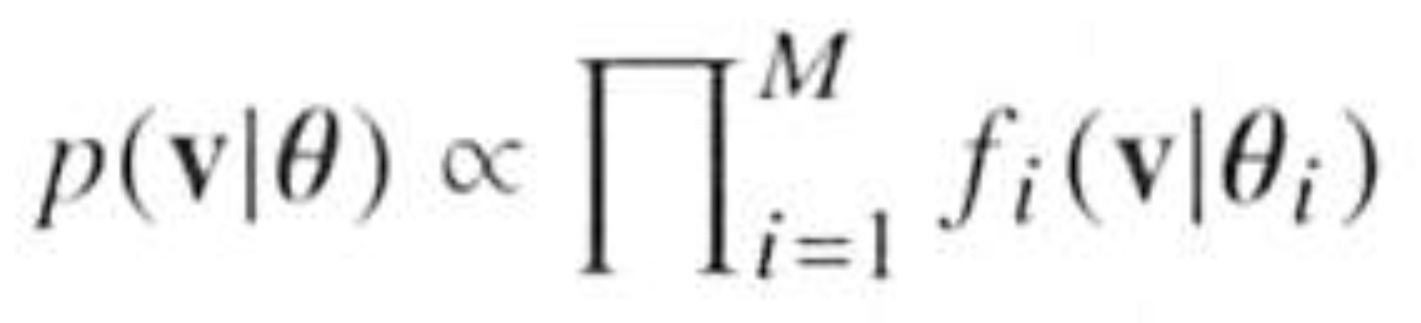 p(𝐯|𝜽) ∝ ∏_{i=1}^{M} f_i(𝐯|𝜽_i)